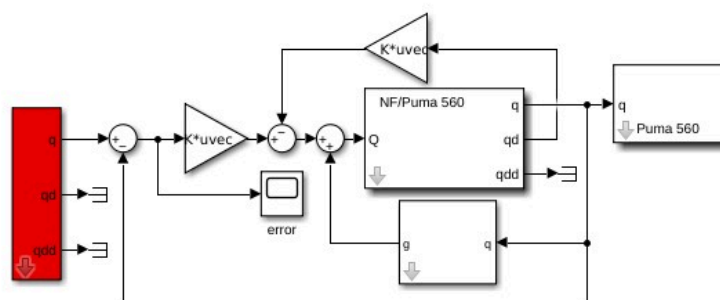 K*uvec
NF/Puma 560
q
Q
qd
qdd
q
Puma 560
q
qd
qdd
+
−
K*uvec
−
+
+
+
error
g
q